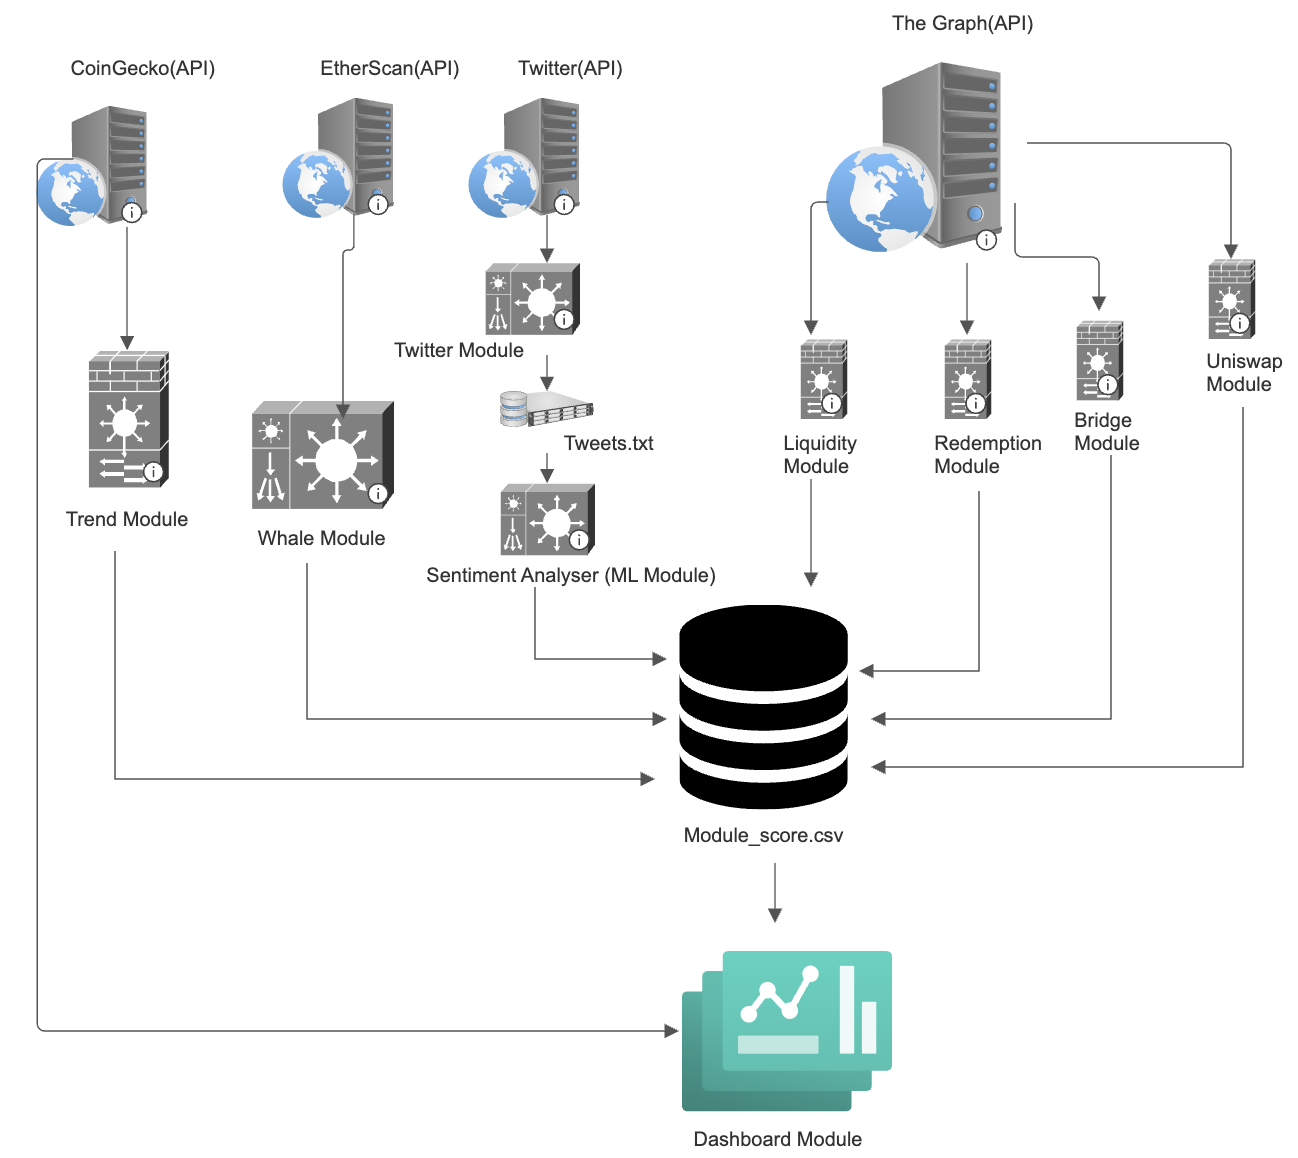 The Graph(API)
CoinGecko(API)
EtherScan(API)
Twitter(API)
Twitter Module
Uniswap
Module
Bridge
Module
Liquidity
Module
Redemption
Module
Tweets.txt
Trend Module
Whale Module
Sentiment Analyser (ML Module)
Module_score.csv
Dashboard Module